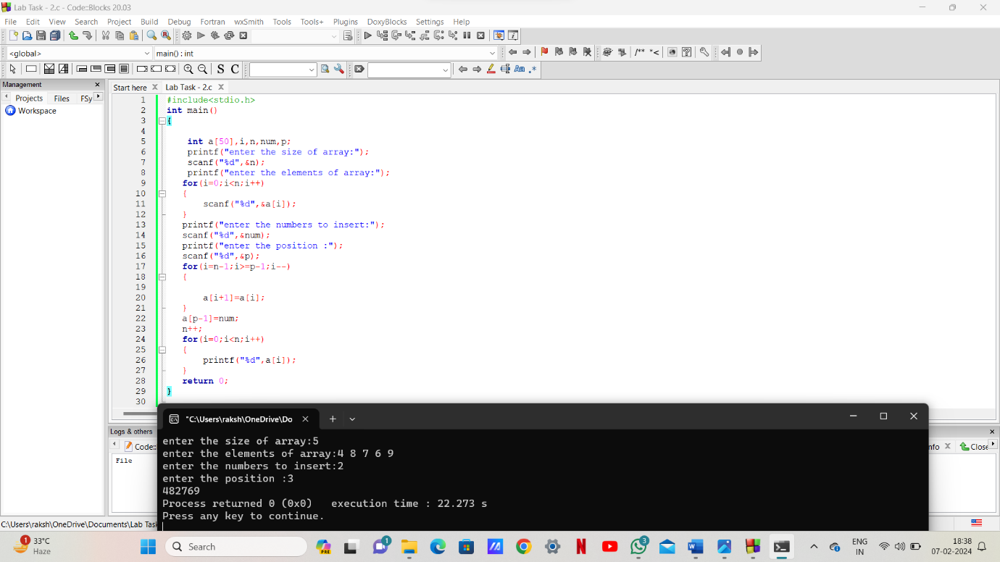 Lab Task - 2.c - Code::Blocks 20.03
File Edit View Search Project Build Debug Fortran wxSmith Tools Tools+ Plugins DoxyBlocks Settings Help
<global> main() : int
/** *<
S C Aa .*
Management
Projects Files FSy
Workspace
Start here Lab Task - 2.c
1 #include<stdio.h>
2 int main()
3 {
4
5 int a[50],i,n,num,p;
6 printf("enter the size of array:");
7 scanf("%d",&n);
8 printf("enter the elements of array:");
9 for(i=0;i<n;i++)
10 {
11 scanf("%d",&a[i]);
12 }
13 printf("enter the numbers to insert:");
14 scanf("%d",&num);
15 printf("enter the position :");
16 scanf("%d",&p);
17 for(i=n-1;i>=p-1;i--)
18 {
19
20 a[i+1]=a[i];
21 }
22 a[p-1]=num;
23 n++;
24 for(i=0;i<n;i++)
25 {
26 printf("%d",a[i]);
27 }
28 return 0;
29 }
30
Logs & others
Code::
nfo Close
File
"C:\Users\raksh\OneDrive\Do
enter the size of array:5
enter the elements of array:4 8 7 6 9
enter the numbers to insert:2
enter the position :3
482769
Process returned 0 (0x0) execution time : 22.273 s
Press any key to continue.
C:\Users\raksh\OneDrive\Documents\Lab Task
1
33°C
Haze
Search
PRE
1
3
ENG
IN
18:38
07-02-2024